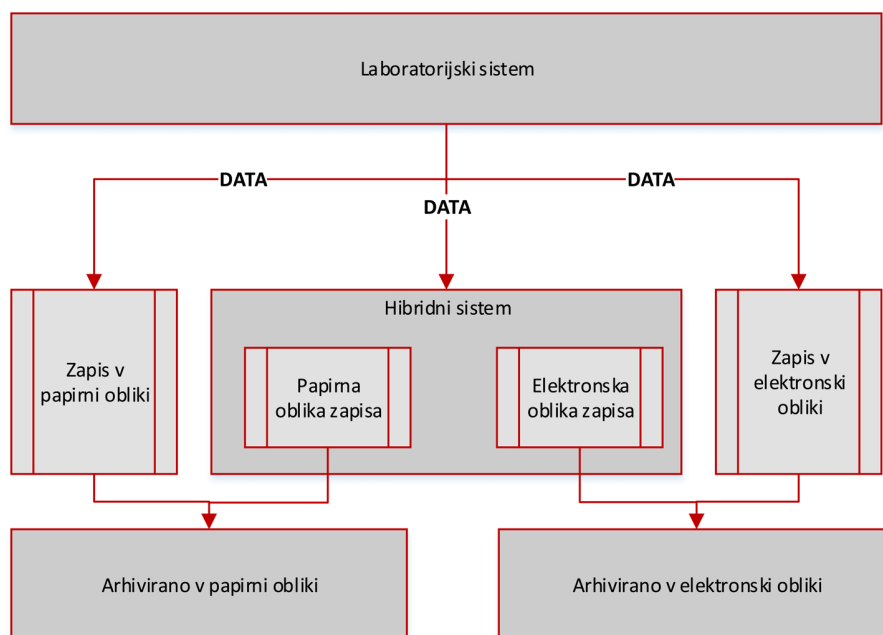 Laboratorijski sistem
DATA
DATA
DATA
Zapis v
papirni obliki
Hibridni sistem
Papirna
oblika zapisa
Elektronska
oblika zapisa
Zapis v
elektronski
obliki
Arhivirano v papirni obliki
Arhivirano v elektronski obliki